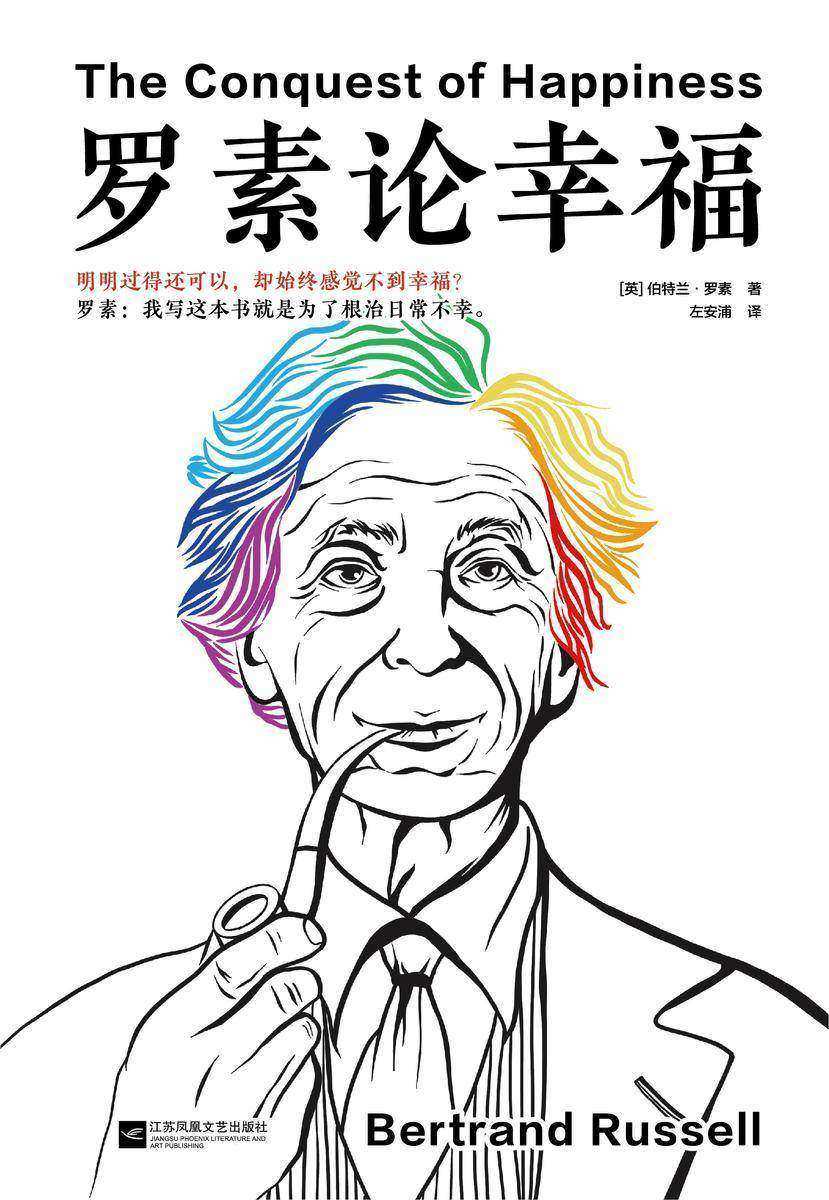 The Conquest of Happiness
罗素论幸福
明明过得还可以，却始终感觉不到幸福？
罗素：我写这本书就是为了根治日常不幸。
[英] 伯特兰·罗素 著
左安浦 译
江苏凤凰文艺出版社
JIANGSU PHOENIX LITERATURE AND
ART PUBLISHING
Bertrand Russell